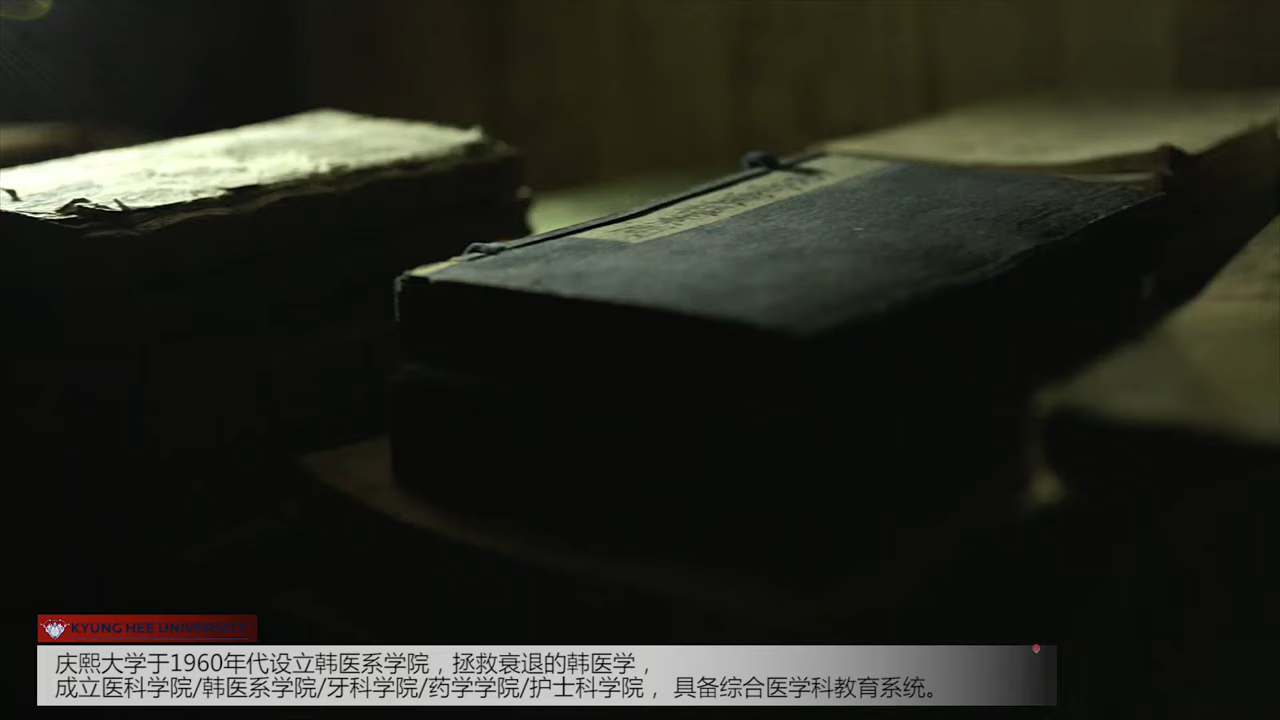 KYUNG HEE UNIVERSITY
庆熙大学于1960年代设立韩医系学院，拯救衰退的韩医学，
成立医科学院/韩医系学院/牙科学院/药学学院/护士科学院， 具备综合医学科教育系统。